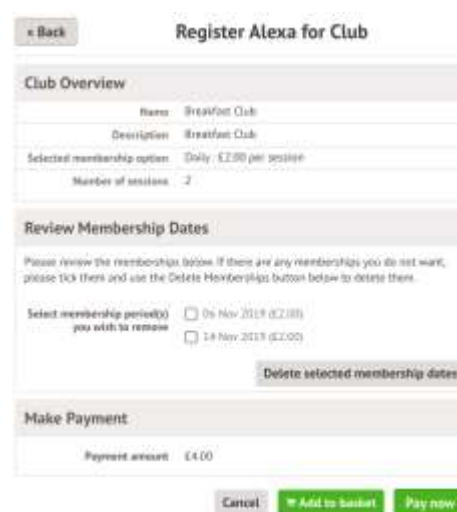 « Back
Register Alexa for Club
Club Overview
Name Breakfast Club
Description Breakfast Club
Selected membership option Daily: £2.00 per session
Number of sessions 2
Review Membership Dates
Please review the memberships below. If there are any memberships you do not want,
please tick them and use the Delete Memberships button below to delete them.
Select membership period(s) 06 Nov 2019 (£2.00)
you wish to remove
14 Nov 2019 (£2.00)
Delete selected membership dates
Make Payment
Payment amount £4.00
Cancel Add to basket Pay now